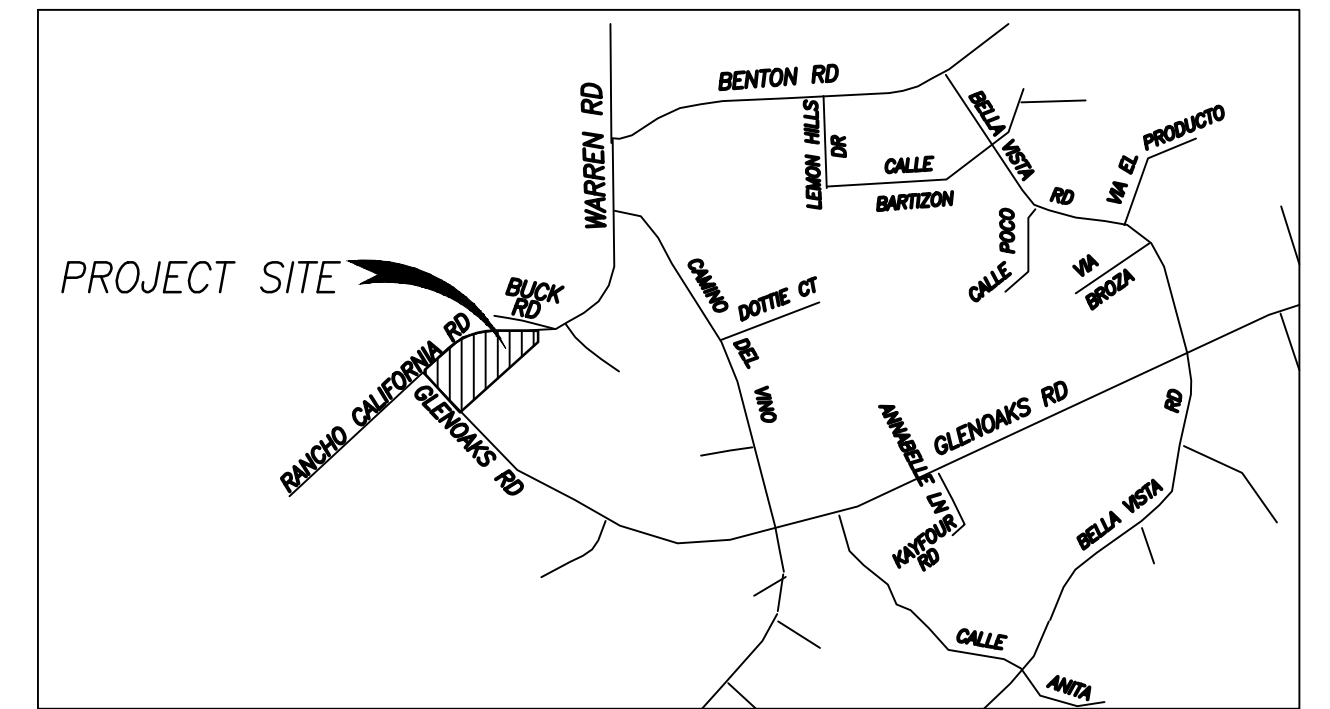 BENTON RD
WARREN RD
LEMON HILLS
DR
BELLA VISTA
RD
CALLE
BARTIZON
VIA EL
PRODUCTO
CALLE
POCO
VIA
BROZA
PROJECT SITE
BUCK
RD
CAMINO
DEL VINO
DOTTIE CT
RANCHO CALIFORNIA RD
GLENOAKS RD
GLENOAKS RD
ANNABELLE LN
KAYFOUR
RD
BELLA VISTA
RD
CALLE
ANITA